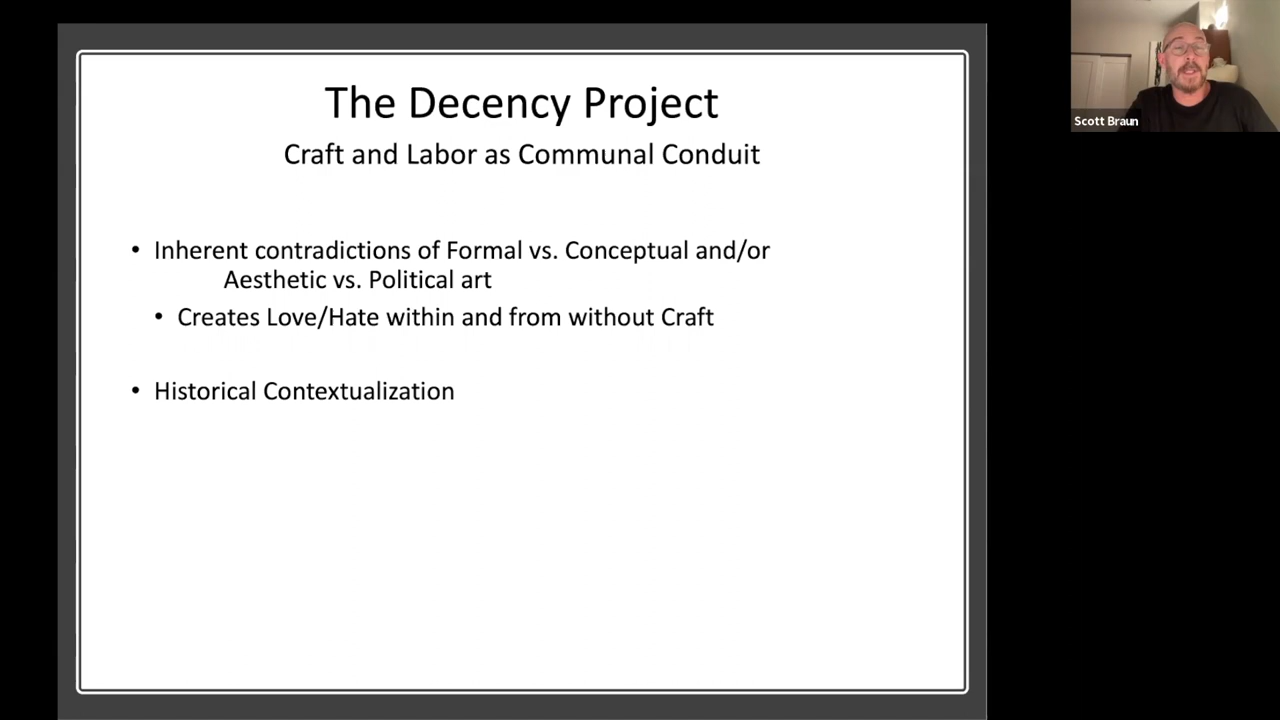 The Decency Project
Craft and Labor as Communal Conduit
• Inherent contradictions of Formal vs. Conceptual and/or
Aesthetic vs. Political art
• Creates Love/Hate within and from without Craft
• Historical Contextualization
Scott Braun